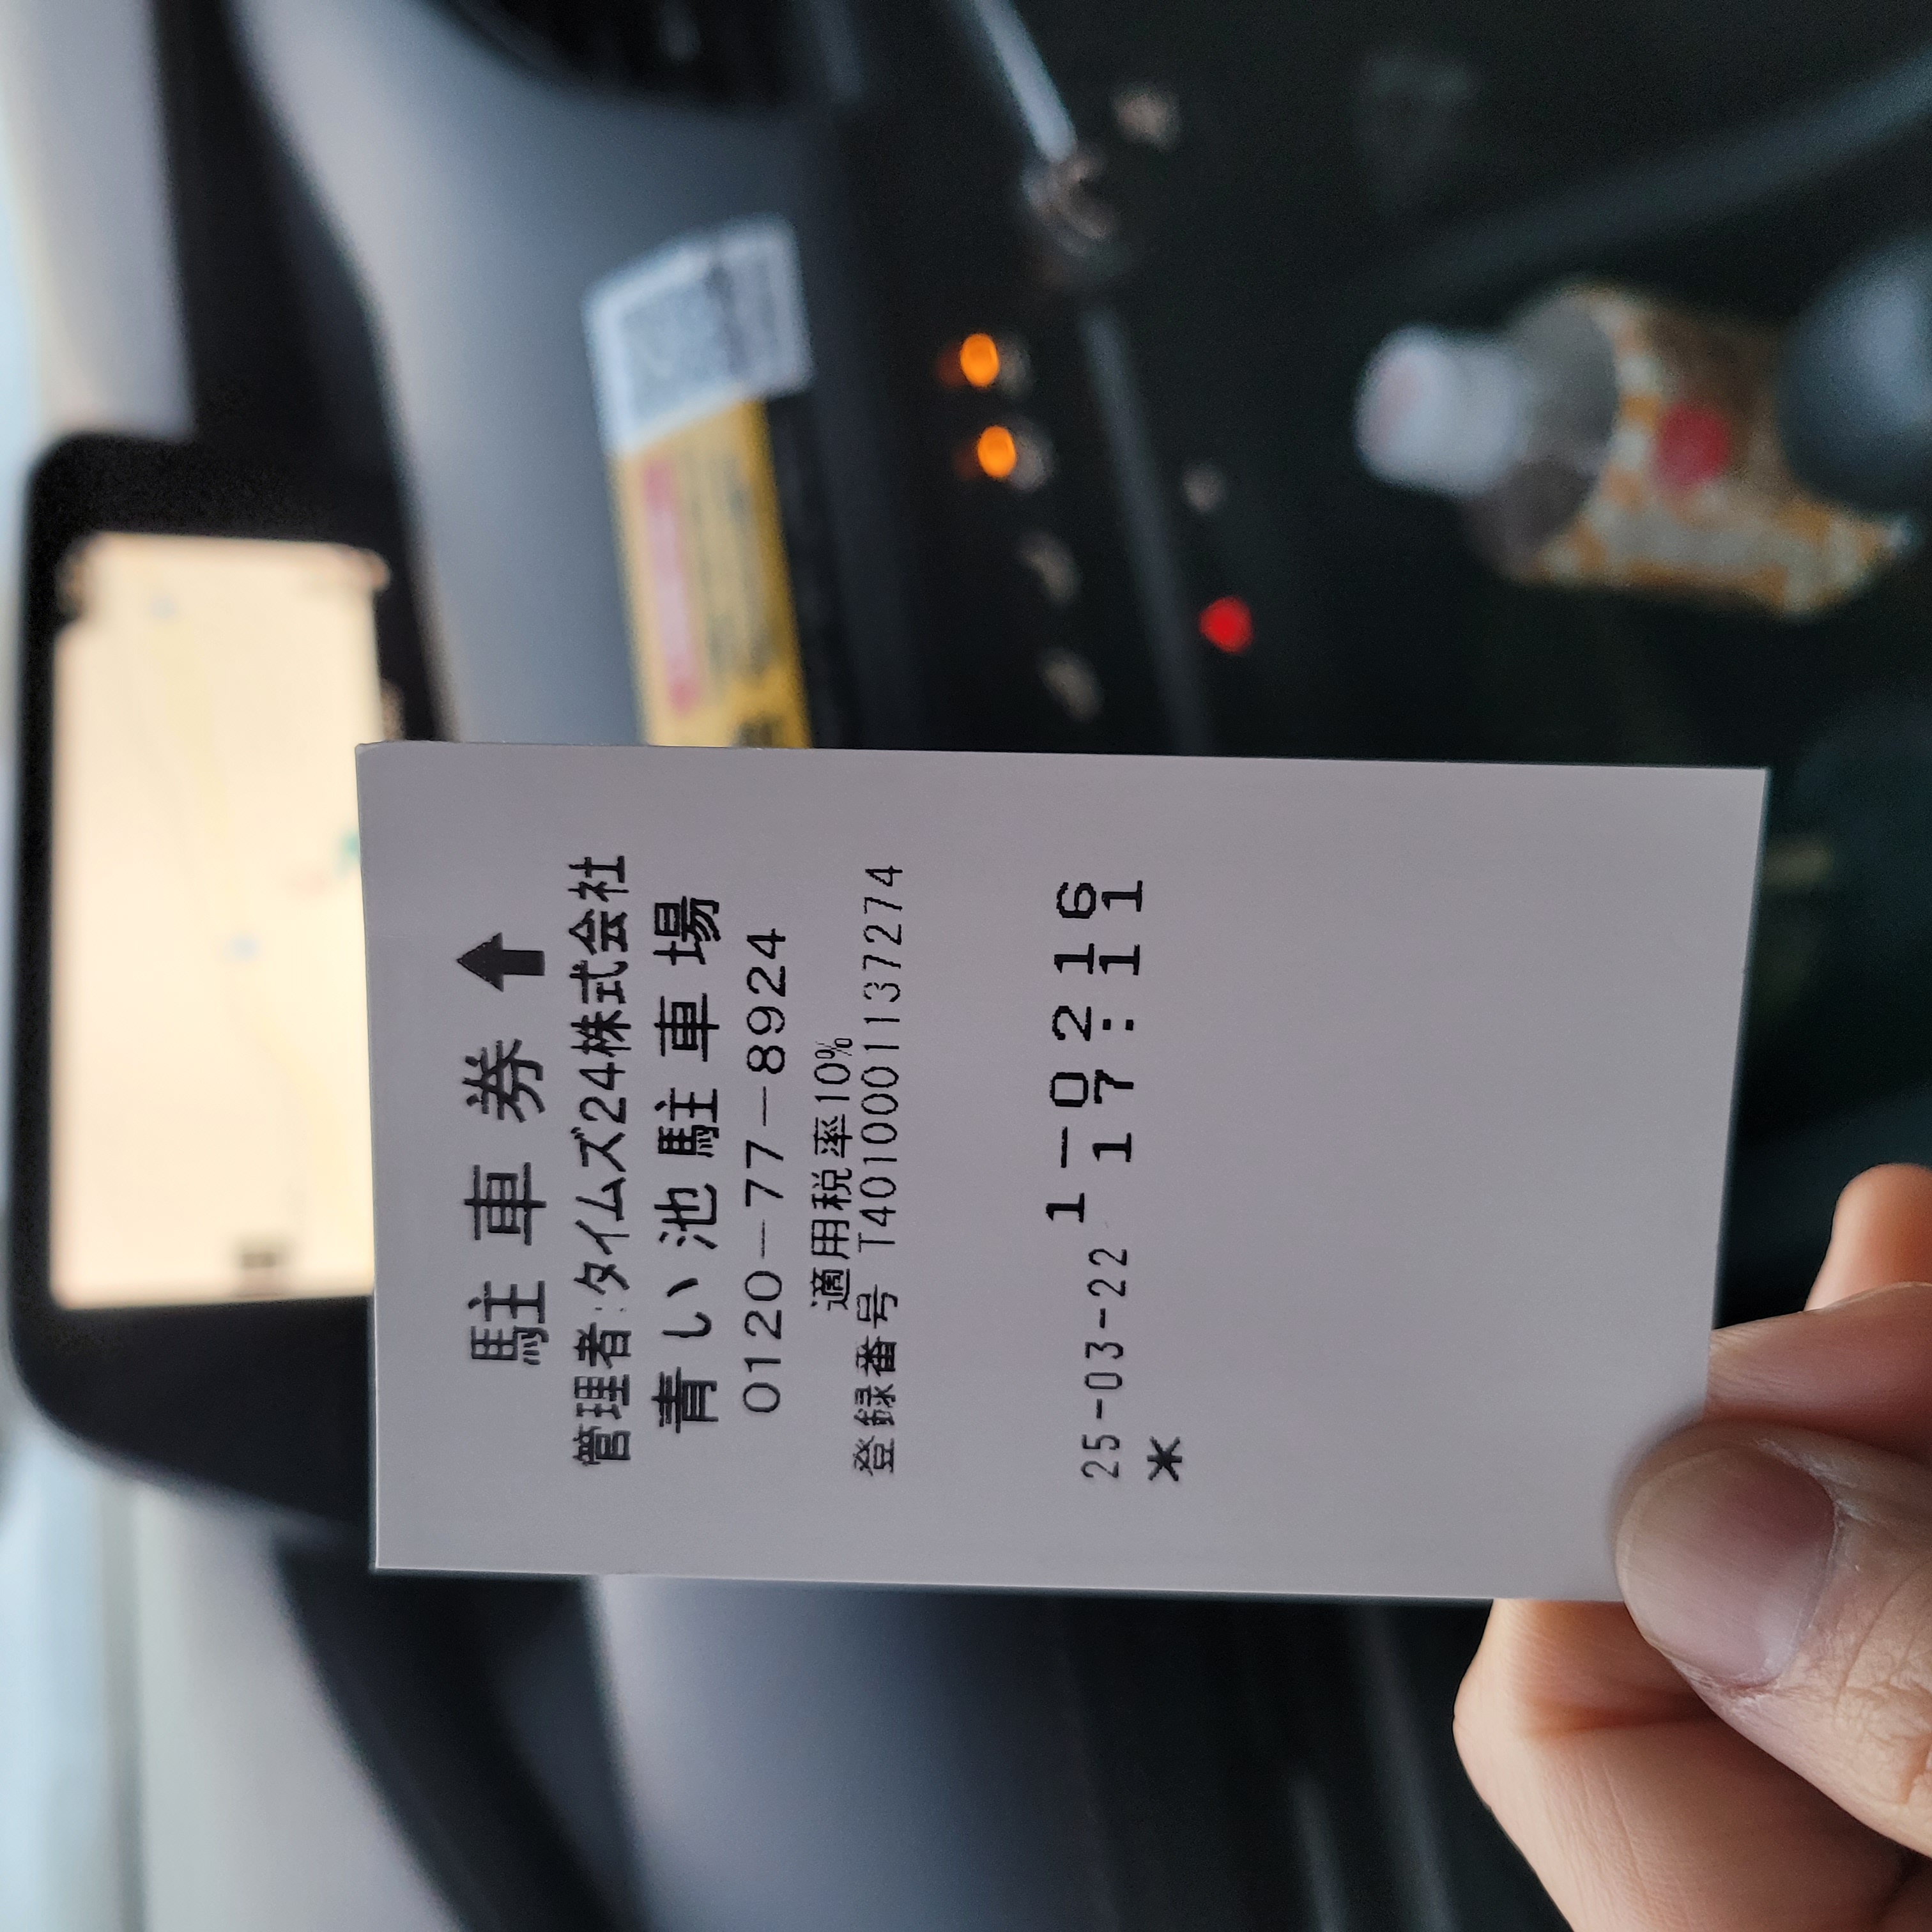 駐車券 ↑
管理者:タイムズ24株式会社
青い池駐車場
0120-77-8924
適用税率10%
登録番号 T4010001137274
1-0216
25-03-22 17:11
*